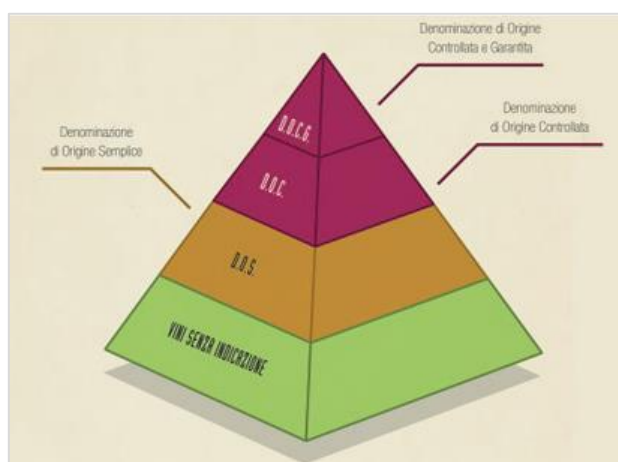 Denominazione di Origine
Controllata e Garantita
Denominazione
di Origine Controllata
Denominazione
di Origine Semplice
D.O.C.G.
D.O.C.
D.O.S.
VINI SENZA INDICAZIONE